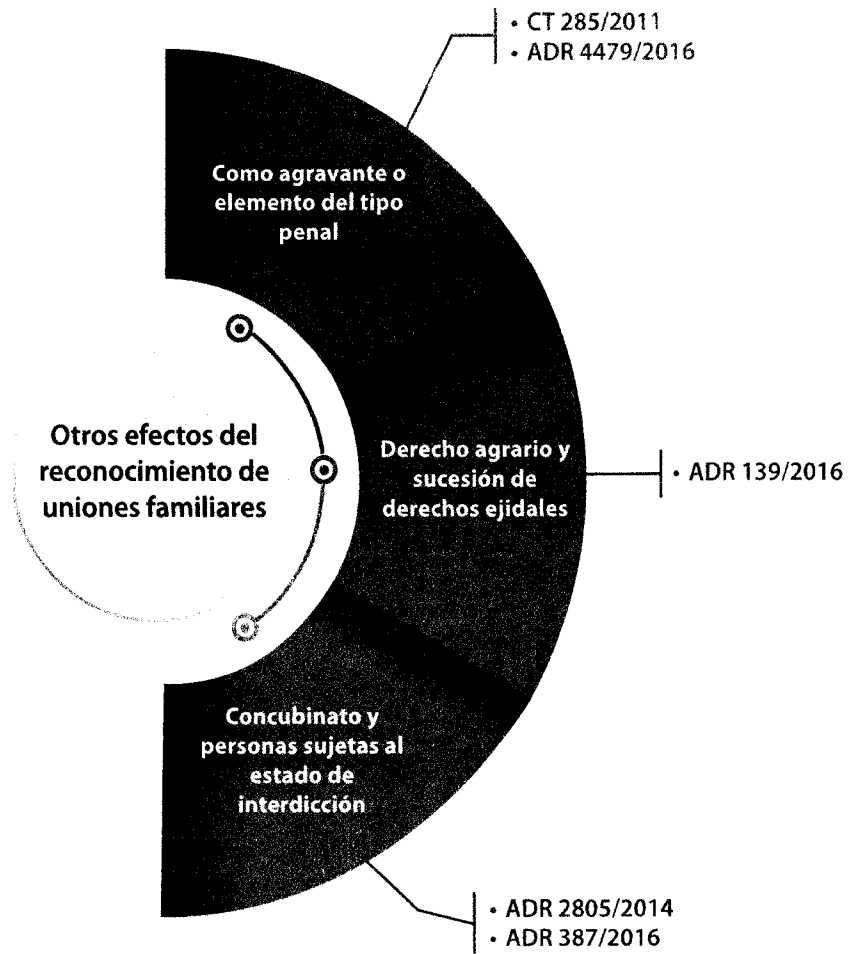 • CT 285/2011
• ADR 4479/2016
Como agravante o
elemento del tipo
penal
Otros efectos del
reconocimiento de
uniones familiares
Derecho agrario y
sucesión de
derechos ejidales
• ADR 139/2016
Concubinato y
personas sujetas al
estado de
interdicción
• ADR 2805/2014
• ADR 387/2016